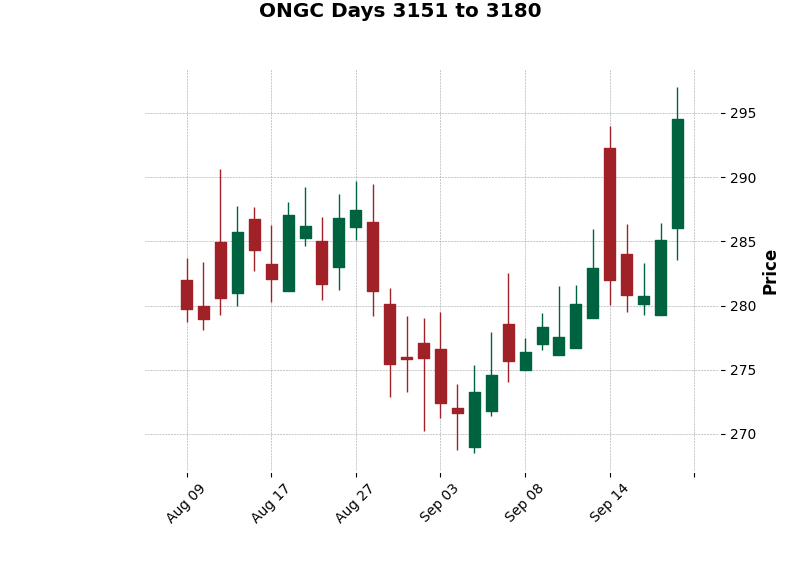 ONGC Days 3151 to 3180
295
290
285
280
275
270
Price
Aug 09
Aug 17
Aug 27
Sep 03
Sep 08
Sep 14